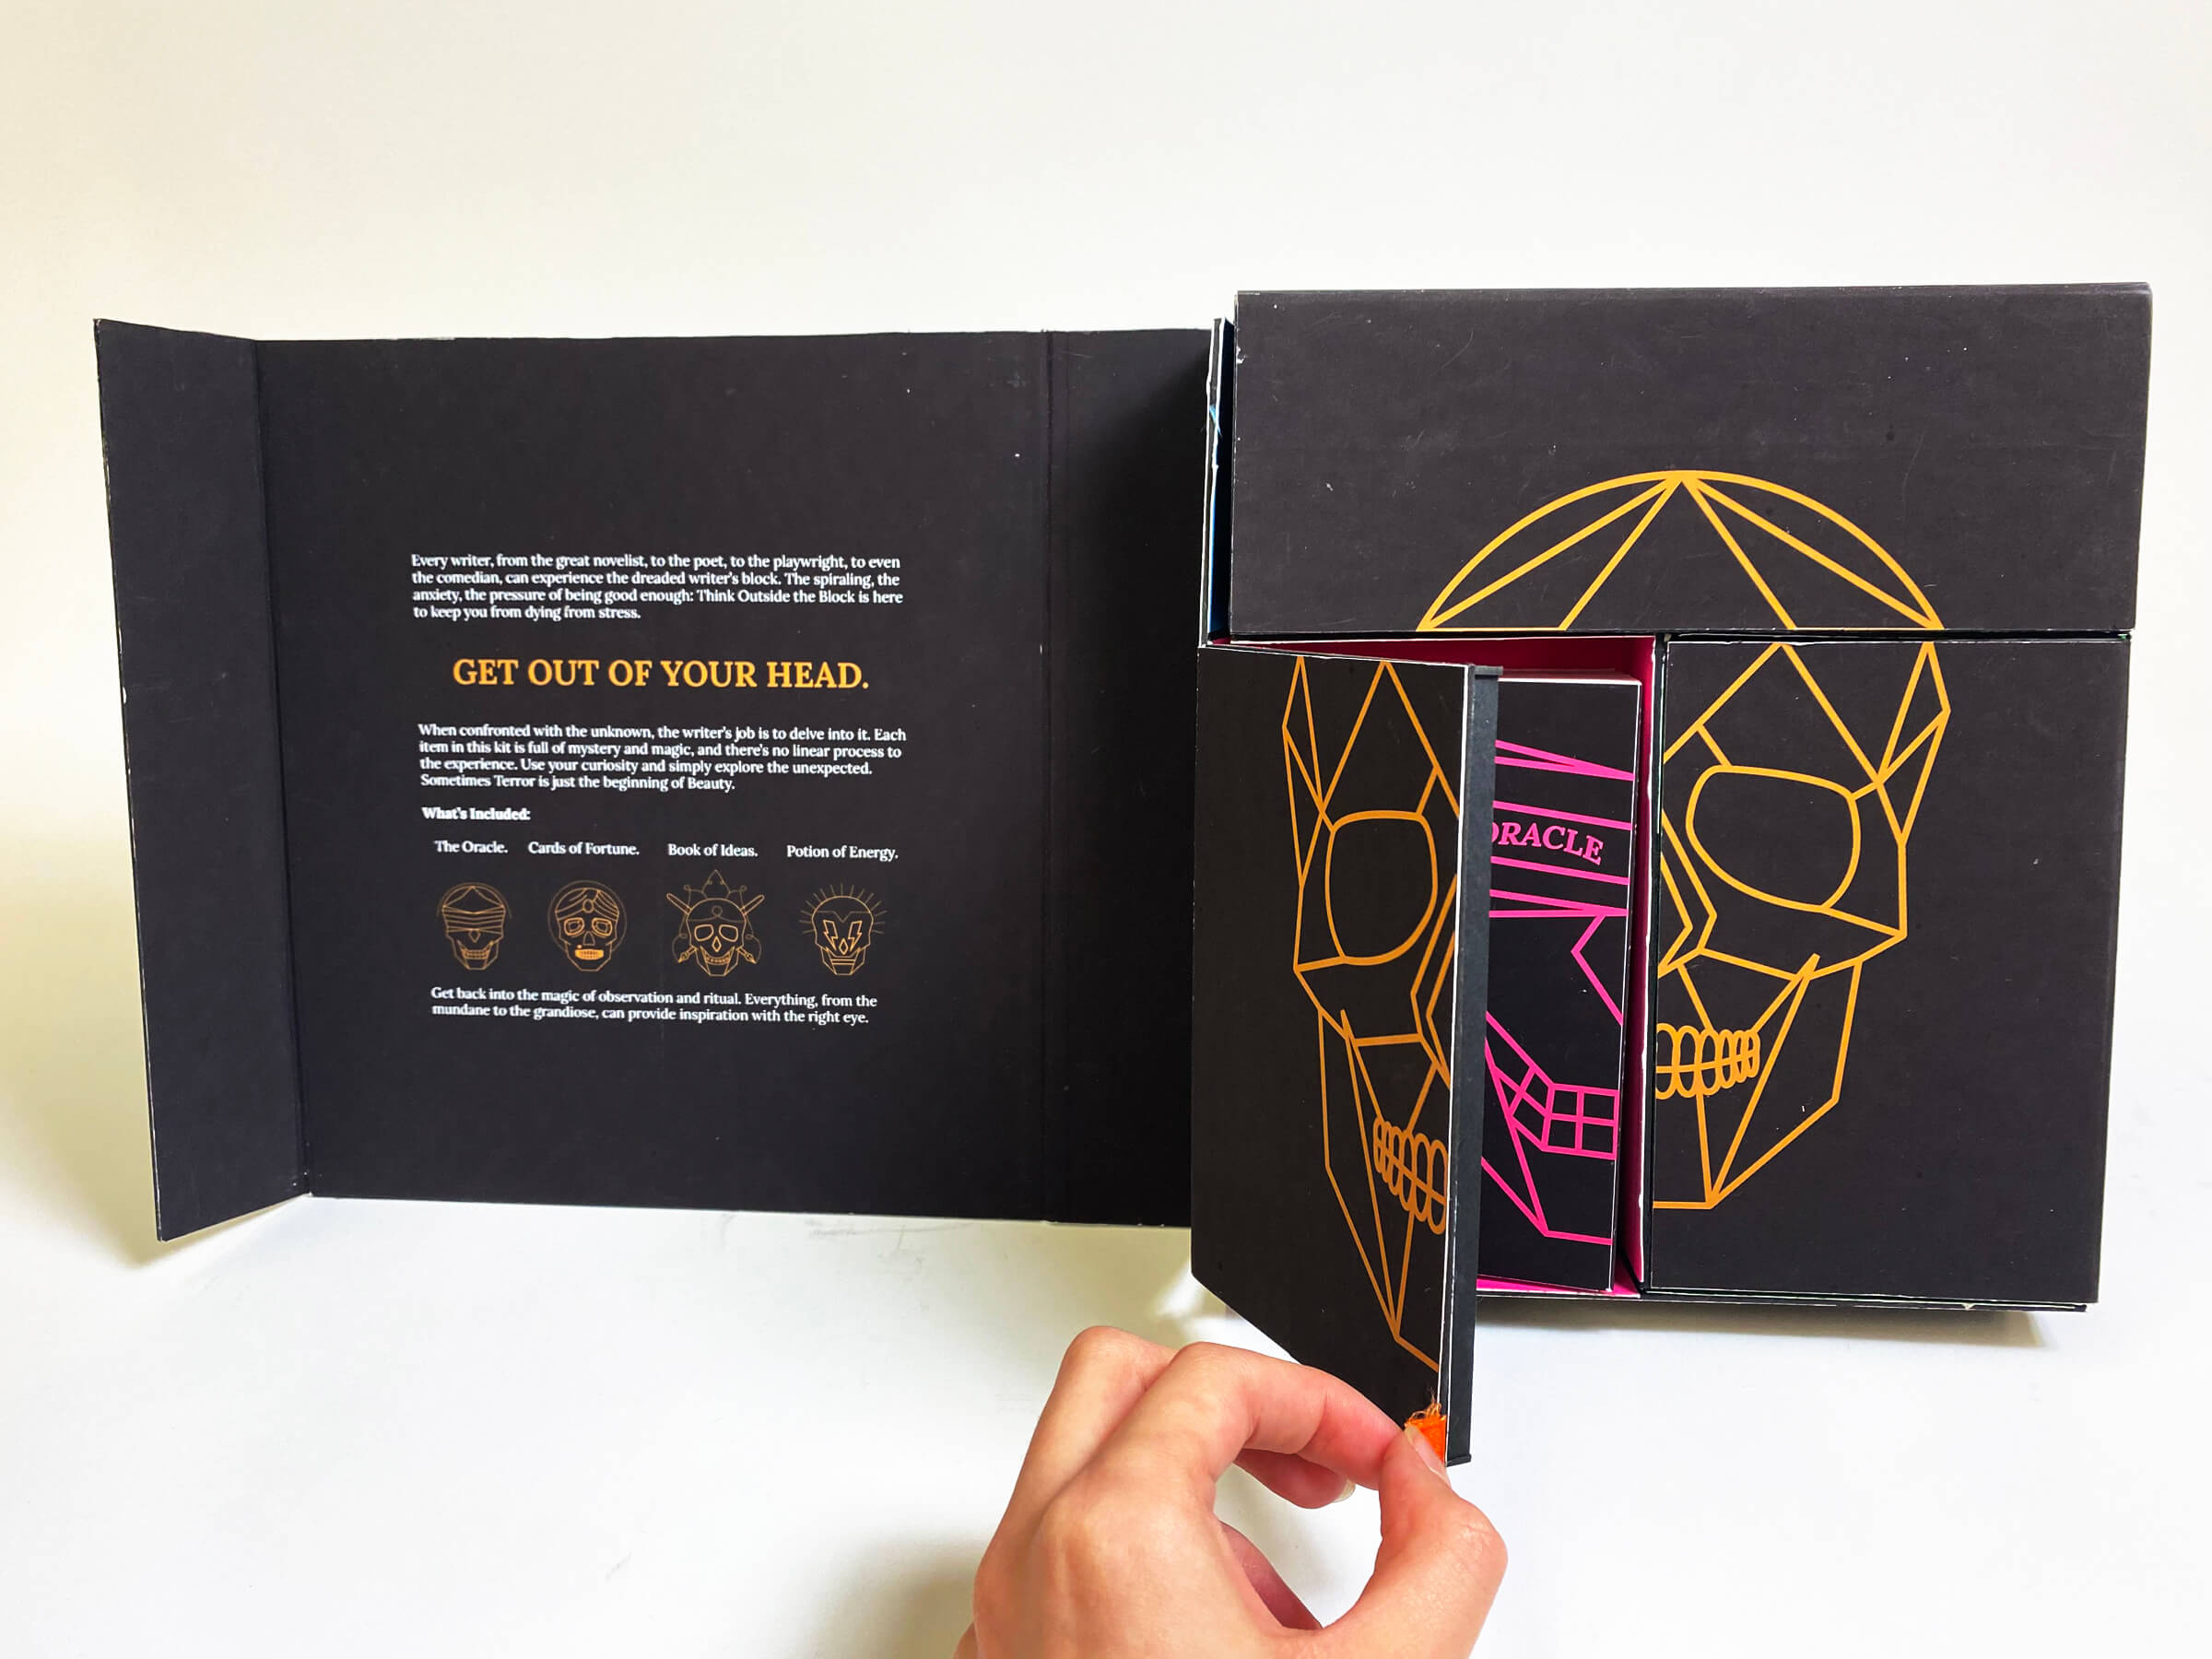 Every writer, from the great novelist, to the poet, to the playwright, to even
the comedian, can experience the dreaded writer's block. The spiraling, the
anxiety, the pressure of being good enough: Think Outside the Block is here
to keep you from dying from stress.
GET OUT OF YOUR HEAD.
When confronted with the unknown, the writer's job is to delve into it. Each
item in this kit is full of mystery and magic, and there's no linear process to
the experience. Use your curiosity and simply explore the unexpected.
Sometimes Terror is just the beginning of Beauty.
What's Included:
The Oracle. Cards of Fortune. Book of Ideas. Potion of Energy.
Get back into the magic of observation and ritual. Everything, from the
mundane to the grandiose, can provide inspiration with the right eye.
ORACLE